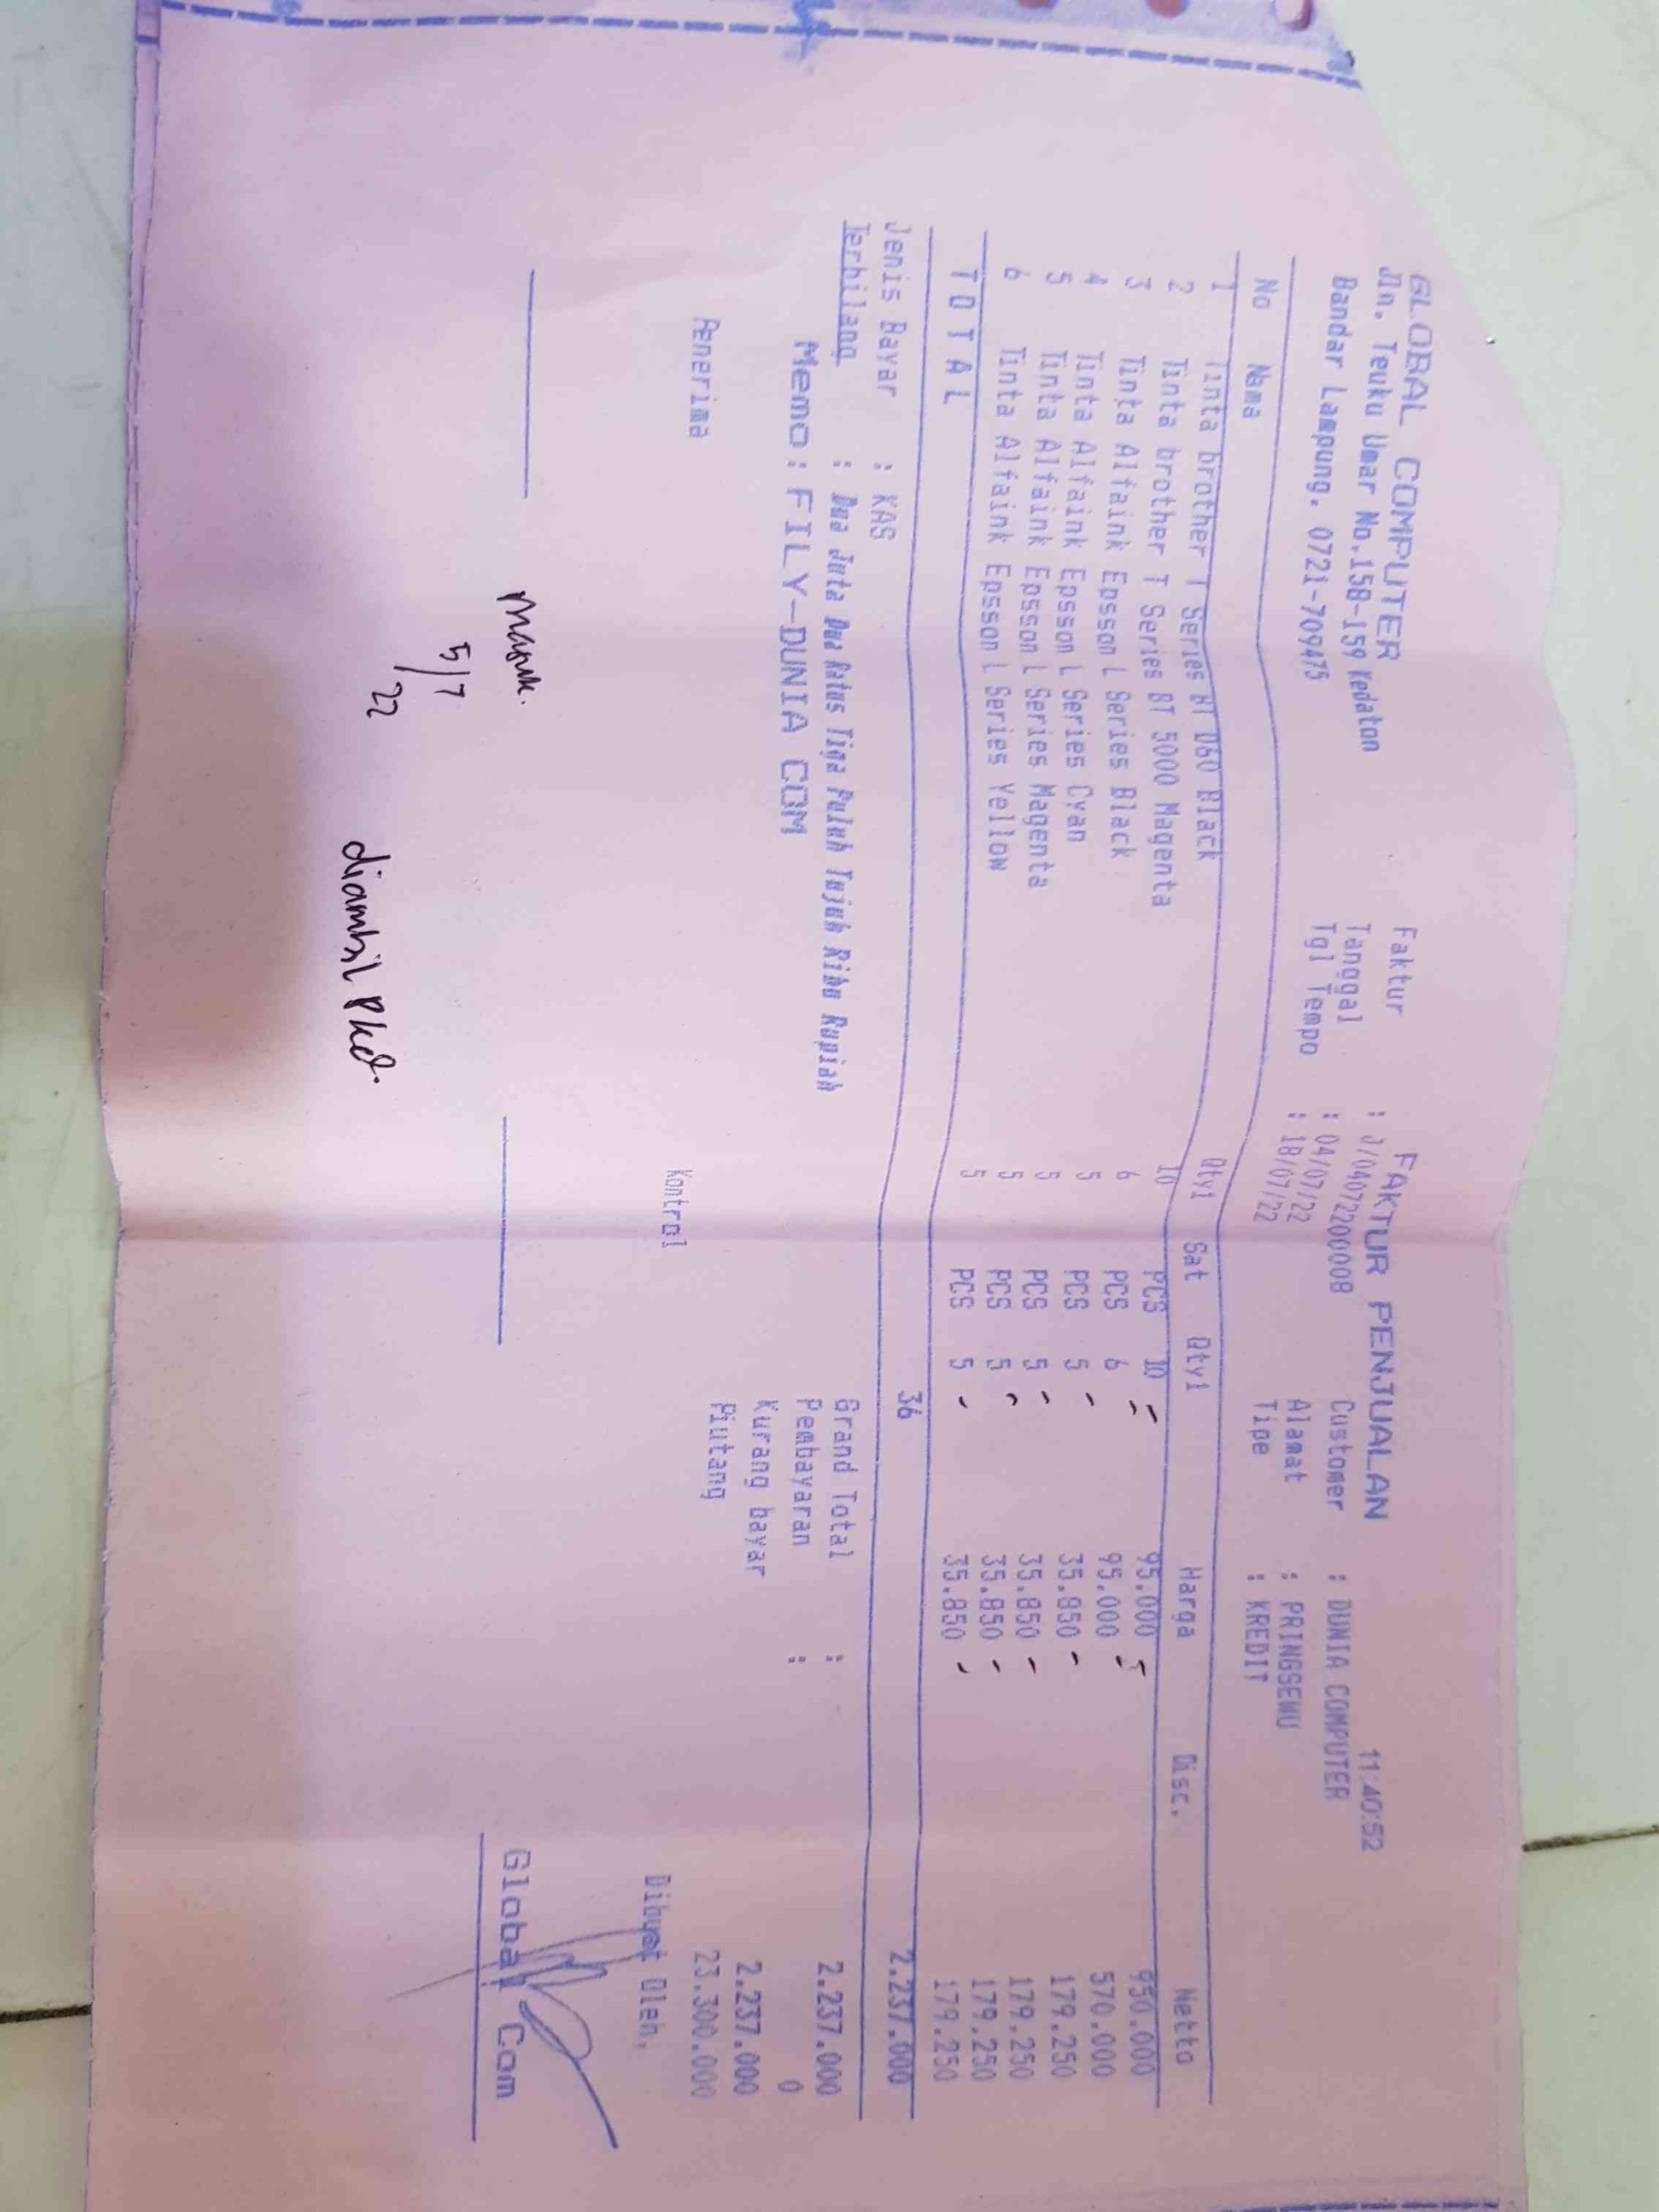 GLOBAL COMPUTER
Jln. Teuku Umar No.158-159 Kedaton
Bandar Lampung. 0721-709475
FAKTUR PENJUALAN 11:40:52
Faktur : J/04072200008
Tanggal : 04/07/22
Tgl Tempo : 18/07/22
Customer : DUNIA COMPUTER
Alamat : PRINGSEWU
Tipe : KREDIT
No Nama Qty1 Sat Qty1 Harga Disc. Netto
1 Tinta brother T Series BT D60 Black 10 PCS 10 95.000 950.000
2 Tinta brother T Series BT 5000 Magenta 6 PCS 6 95.000 570.000
3 Tinta Alfaink Epsson L Series Black 5 PCS 5 35.850 179.250
4 Tinta Alfaink Epsson L Series Cyan 5 PCS 5 35.850 179.250
5 Tinta Alfaink Epsson L Series Magenta 5 PCS 5 35.850 179.250
6 Tinta Alfaink Epsson L Series Yellow 5 PCS 5 35.850 179.250
T O T A L 36 2.237.000
Jenis Bayar : KAS
Terbilang : Dua Juta Dua Ratus Tiga Puluh Tujuh Ribu Rupiah
Memo : FILY-DUNIA COM
Grand Total : 2.237.000
Pembayaran : 0
Kurang bayar 2.237.000
Piutang 23.300.000
Penerima Kontrol Dibuat Oleh,
Global Com
masuk.
5/7
/22
diambil